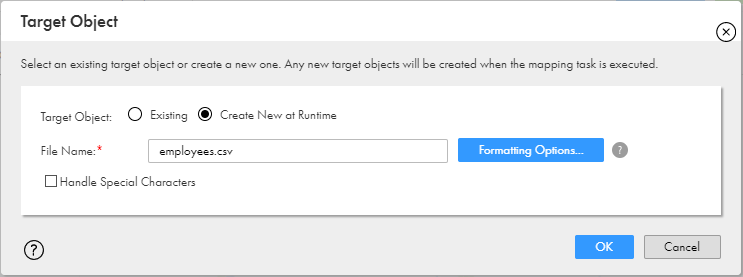 Target Object
Select an existing target object or create a new one. Any new target objects will be created when the mapping task is executed.
Target Object: Existing Create New at Runtime
File Name:* employees.csv Formatting Options... ?
Handle Special Characters
? OK Cancel